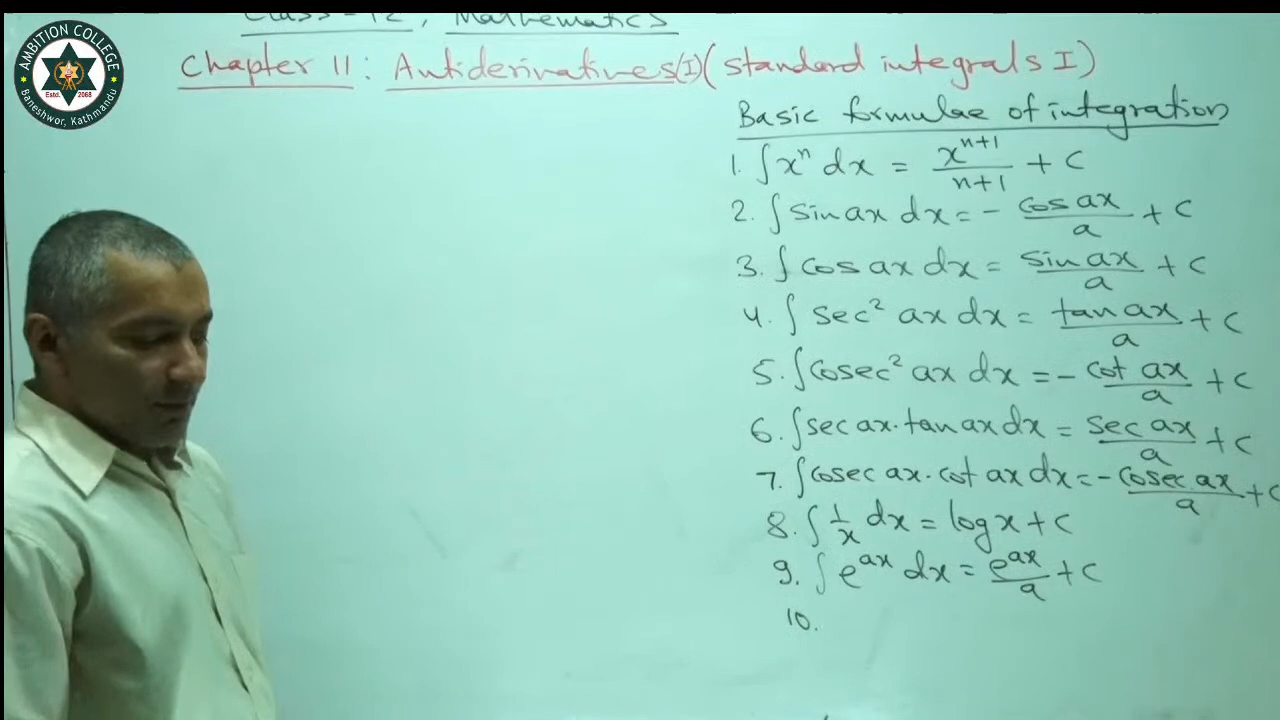 AMBITION COLLEGE
Estd. 2068
Baneshwor, Kathmandu
Class-12, Mathematics
Chapter 11: Antiderivatives(I)(standard integrals I)
Basic formulae of integration
1. ∫x^n dx = x^(n+1)/(n+1) + c
2. ∫sin ax dx = - cos ax/a + c
3. ∫cos ax dx = sin ax/a + c
4. ∫sec² ax dx = tan ax/a + c
5. ∫cosec² ax dx = - cot ax/a + c
6. ∫sec ax·tan ax dx = sec ax/a + c
7. ∫cosec ax·cot ax dx = - cosec ax/a + c
8. ∫1/x dx = log x + c
9. ∫e^(ax) dx = e^(ax)/a + c
10.